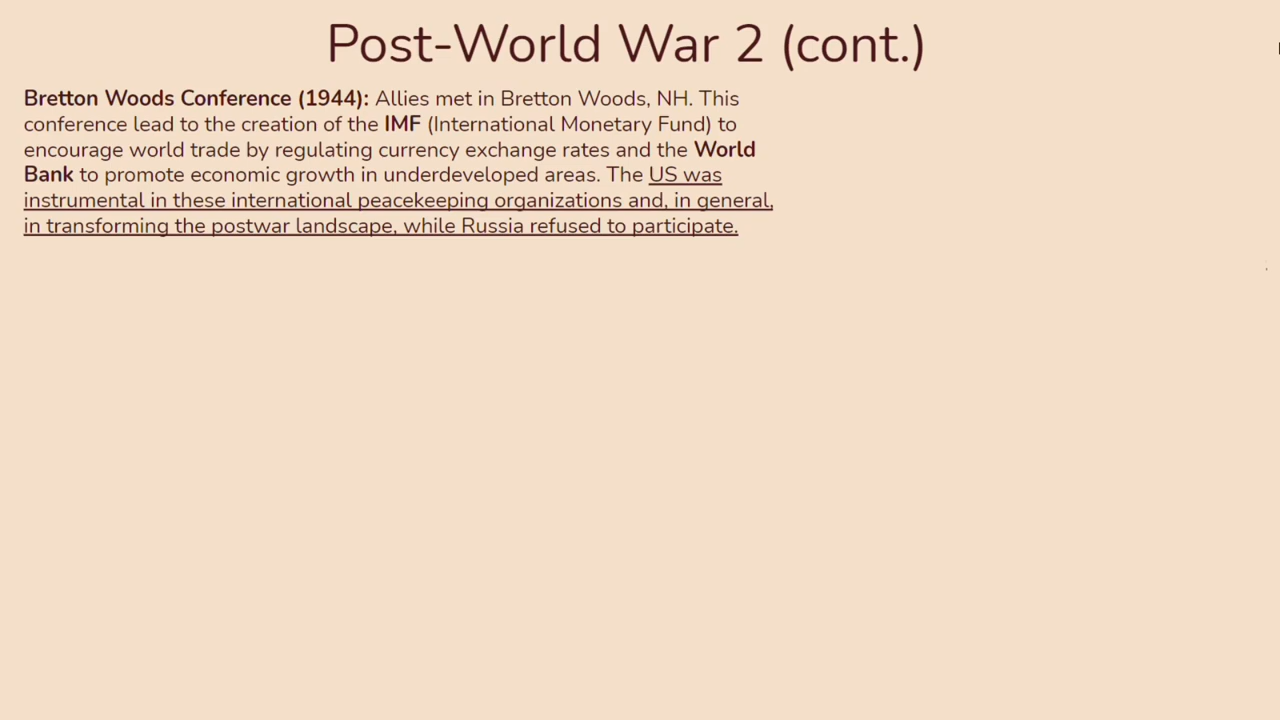 Post-World War 2 (cont.)
Bretton Woods Conference (1944): Allies met in Bretton Woods, NH. This
conference lead to the creation of the IMF (International Monetary Fund) to
encourage world trade by regulating currency exchange rates and the World
Bank to promote economic growth in underdeveloped areas. The US was
instrumental in these international peacekeeping organizations and, in general,
in transforming the postwar landscape, while Russia refused to participate.